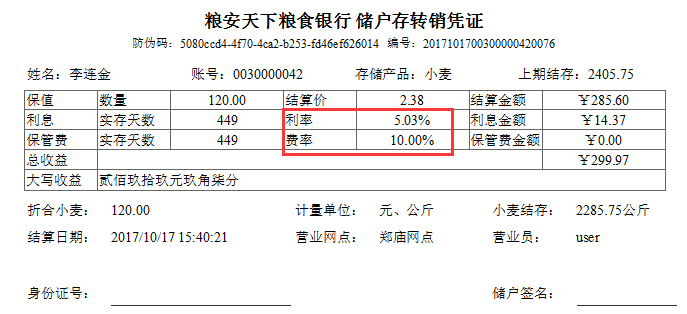 粮安天下粮食银行 储户存转销凭证
防伪码：5080ccd4-4f70-4ca2-b253-fd46ef626014 编号：2017101700300000420076
姓名：李连金 账号：0030000042 存储产品：小麦 上期结存：2405.75
保值 数量 120.00 结算价 2.38 结算金额 ￥285.60
利息 实存天数 449 利率 5.03% 利息金额 ￥14.37
保管费 实存天数 449 费率 10.00% 保管费金额 ￥0.00
总收益 ￥299.97
大写收益 贰佰玖拾玖元玖角柒分
折合小麦： 120.00 计量单位： 元、公斤 小麦结存： 2285.75公斤
结算日期： 2017/10/17 15:40:21 营业网点： 郑庙网点 营业员： user
身份证号： 储户签名：